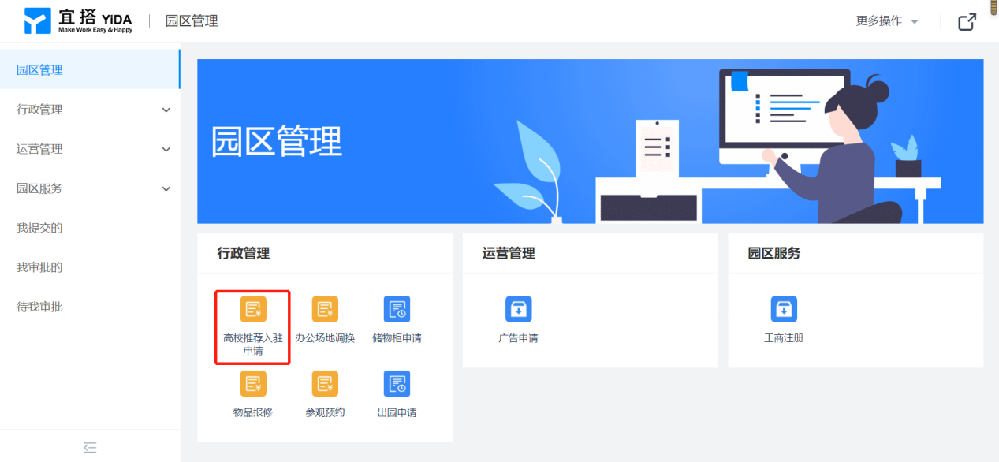 宜搭 YiDA
Make Work Easy & Happy
园区管理
更多操作
园区管理
行政管理
运营管理
园区服务
我提交的
我审批的
待我审批
园区管理
行政管理
高校推荐入驻
申请
办公场地调换
储物柜申请
物品报修
参观预约
出园申请
运营管理
广告申请
园区服务
工商注册